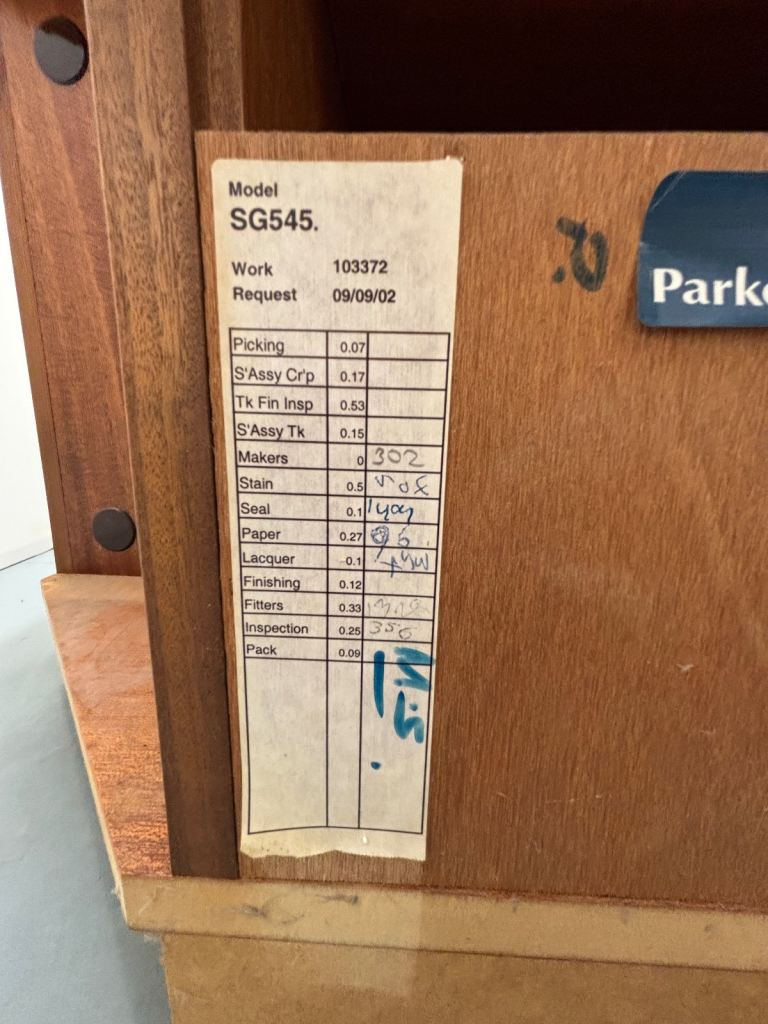 Model
SG545.
Work 103372
Request 09/09/02
Picking 0.07
S'Assy Cr'p 0.17
Tk Fin Insp 0.53
S'Assy Tk 0.15
Makers 0 302
Stain 0.5
Seal 0.1
Paper 0.27
Lacquer 0.1
Finishing 0.12
Fitters 0.33
Inspection 0.25 356
Pack 0.09
M.S.
Parke